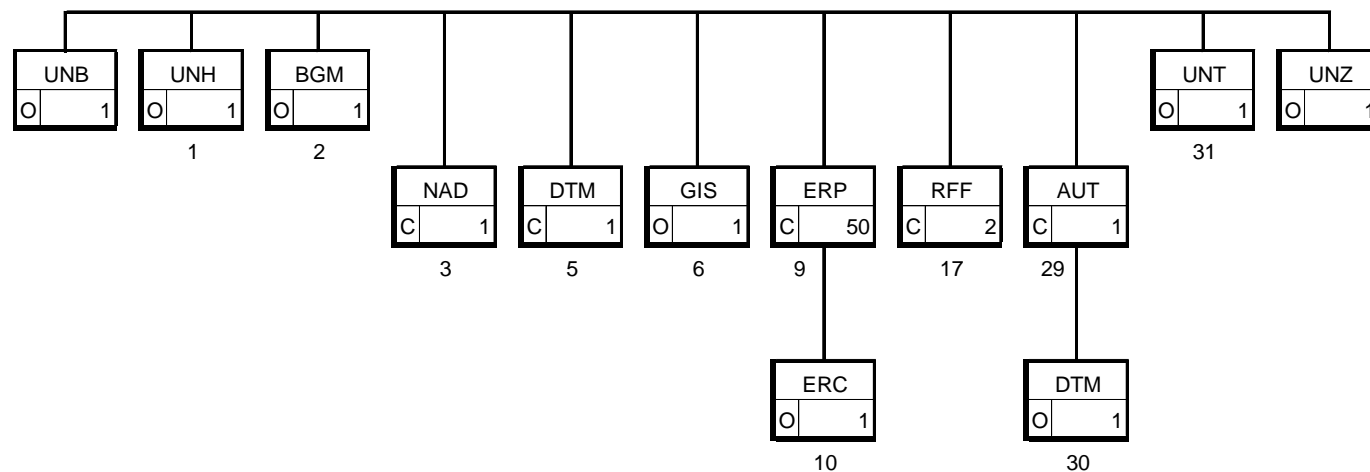 UNB UNH BGM UNT UNZ
O 1 O 1 O 1 O 1 O 1
1 2 31
NAD DTM GIS ERP RFF AUT
C 1 C 1 O 1 C 50 C 2 C 1
3 5 6 9 17 29
ERC DTM
O 1 O 1
10 30